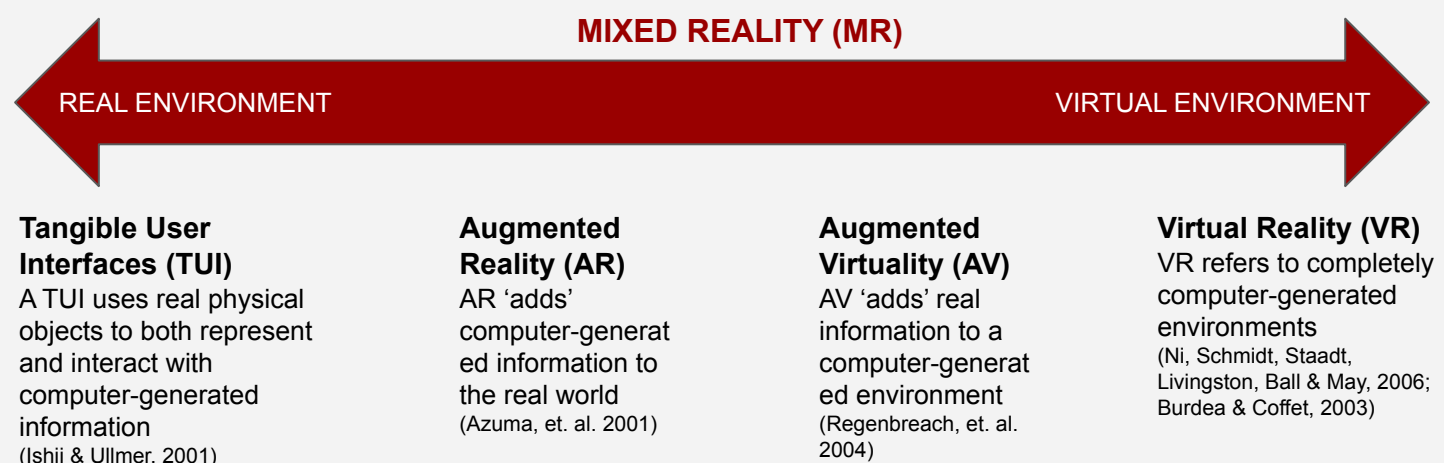 MIXED REALITY (MR)
REAL ENVIRONMENT
VIRTUAL ENVIRONMENT
Tangible User
Interfaces (TUI)
A TUI uses real physical
objects to both represent
and interact with
computer-generated
information
(Ishii & Ullmer, 2001)
Augmented
Reality (AR)
AR ‘adds’
computer-generat
ed information to
the real world
(Azuma, et. al. 2001)
Augmented
Virtuality (AV)
AV ‘adds’ real
information to a
computer-generat
ed environment
(Regenbreach, et. al.
2004)
Virtual Reality (VR)
VR refers to completely
computer-generated
environments
(Ni, Schmidt, Staadt,
Livingston, Ball & May, 2006;
Burdea & Coffet, 2003)